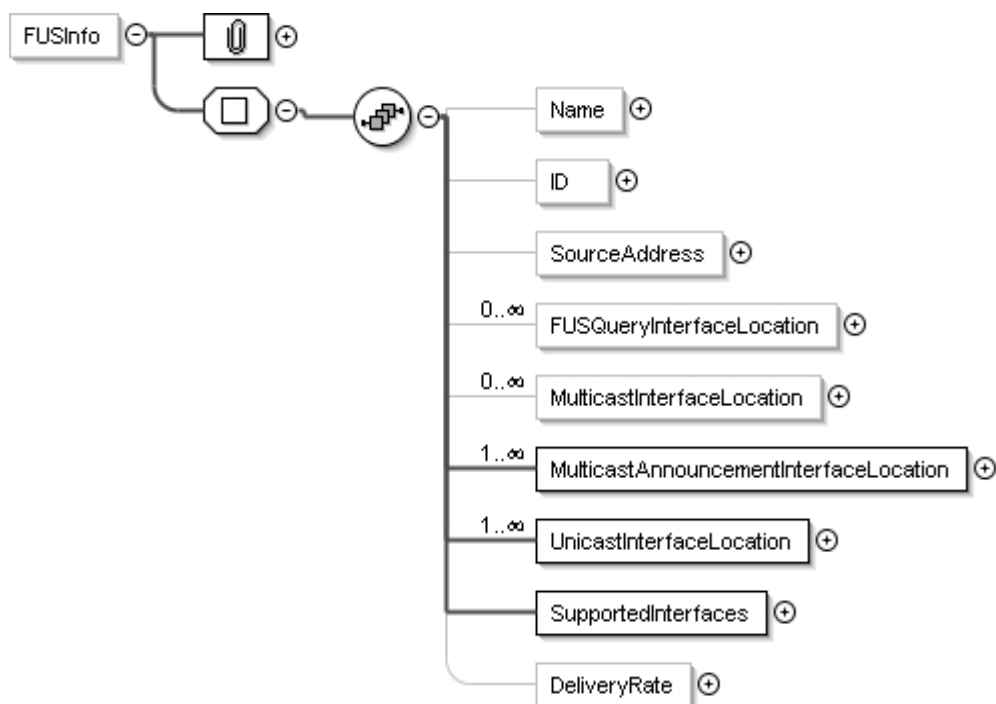 FUSInfo
Name
ID
SourceAddress
0..∞
FUSQueryInterfaceLocation
0..∞
MulticastInterfaceLocation
1..∞
MulticastAnnouncementInterfaceLocation
1..∞
UnicastInterfaceLocation
SupportedInterfaces
DeliveryRate